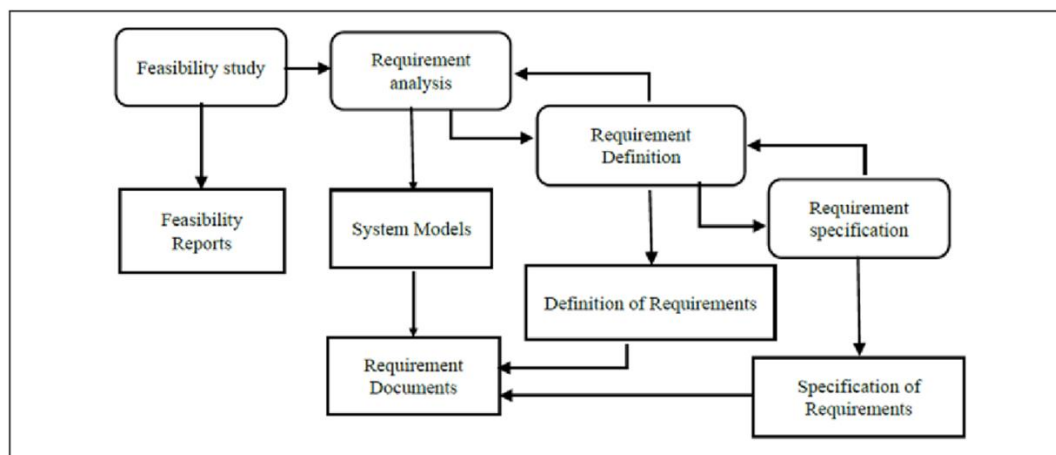 Feasibility study
Requirement
analysis
Requirement
Definition
Requirement
specification
Feasibility
Reports
System Models
Definition of Requirements
Requirement
Documents
Specification of
Requirements